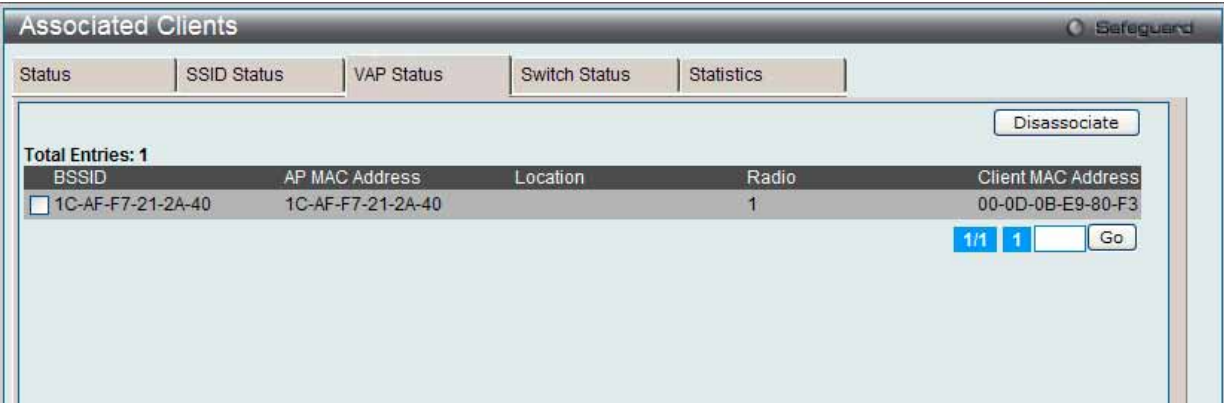 Associated Clients
Safeguard
Status SSID Status VAP Status Switch Status Statistics
Disassociate
Total Entries: 1
BSSID AP MAC Address Location Radio Client MAC Address
1C-AF-F7-21-2A-40 1C-AF-F7-21-2A-40 1 00-0D-0B-E9-80-F3
1/1 1 Go